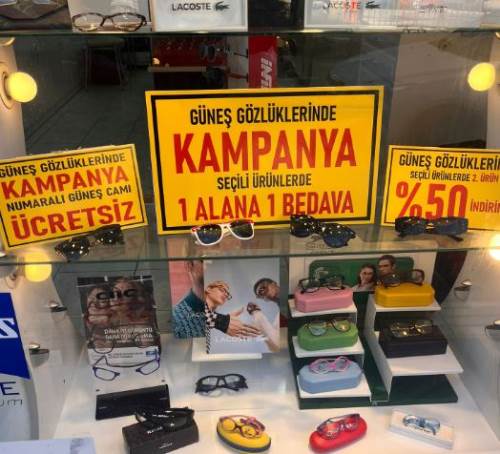 LACOSTE
LACOSTE
GÜNEŞ GÖZLÜKLERİNDE
KAMPANYA
NUMARALI GÜNEŞ CAMI
ÜCRETSİZ
GÜNEŞ GÖZLÜKLERİNDE
KAMPANYA
SEÇİLİ ÜRÜNLERDE
1 ALANA 1 BEDAVA
GÜNEŞ GÖZLÜKLERİN
SEÇİLİ ÜRÜNLERDE 2. ÜRÜN
%50 İNDİRİ
CliC
LACOSTE